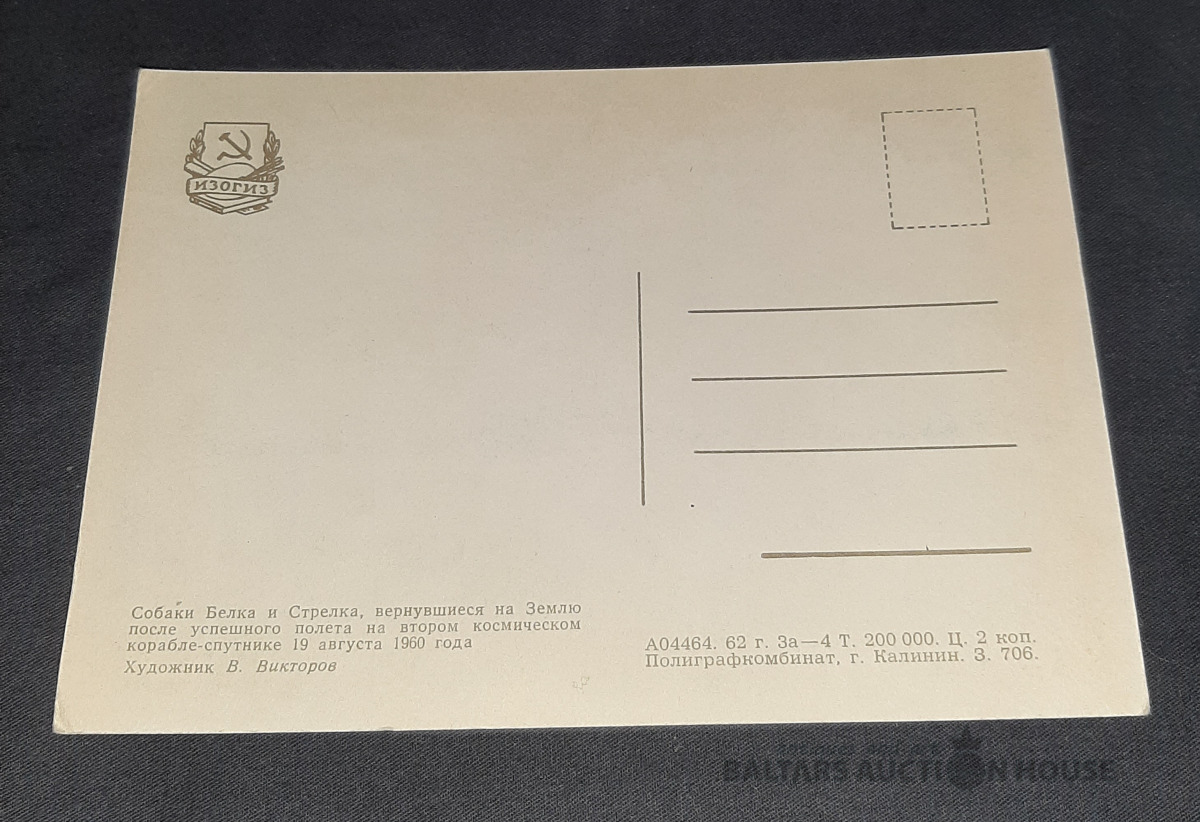 ИЗОГИЗ
Собаки Белка и Стрелка, вернувшиеся на Землю
после успешного полета на втором космическом
корабле-спутнике 19 августа 1960 года
Художник В. Викторов
А04464. 62 г. 3а—4 Т. 200 000. Ц. 2 коп.
Полиграфкомбинат, г. Калинин. З. 706.
BALTARS AUCTION HOUSE